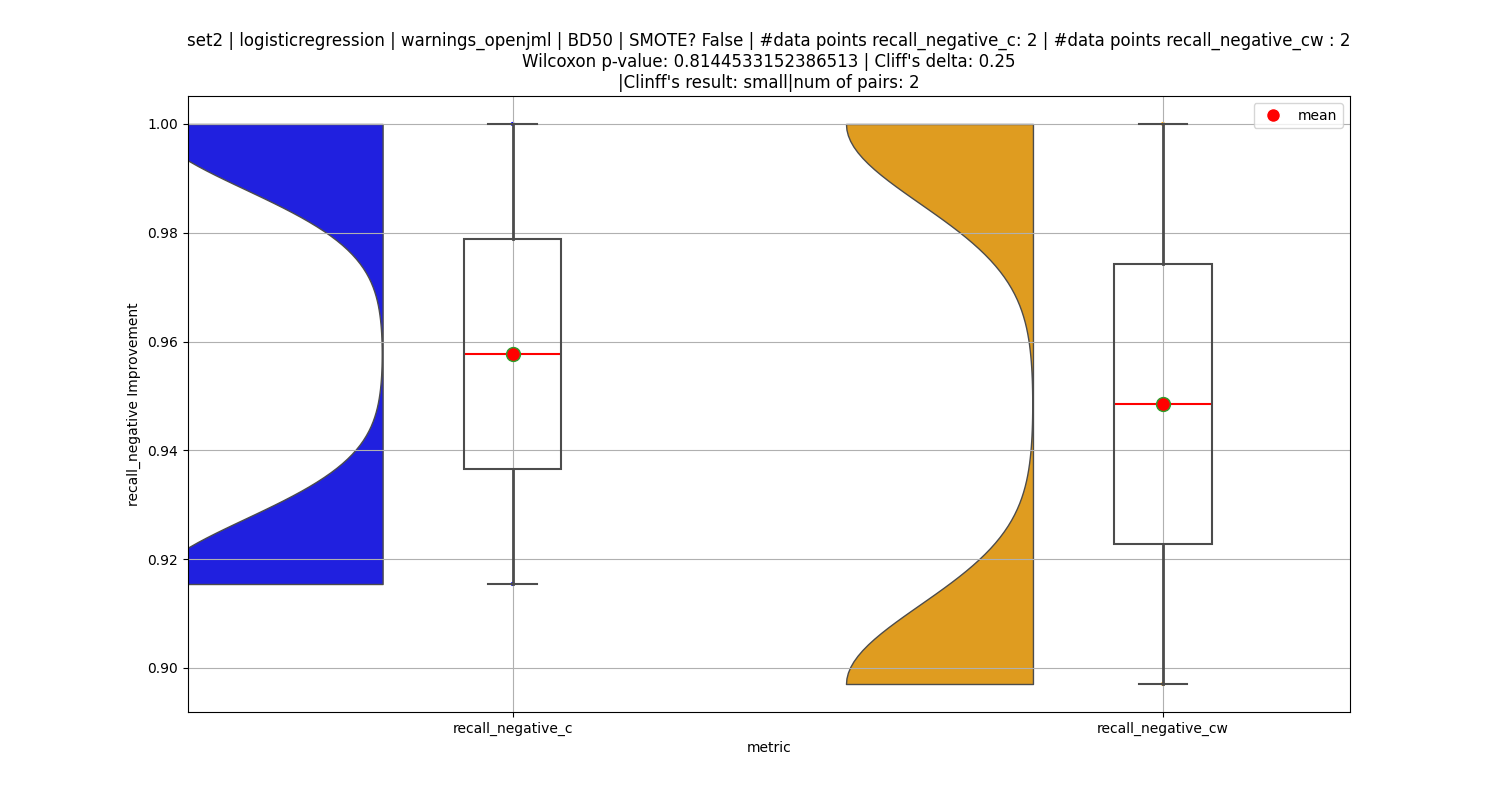 set2 | logisticregression | warnings_openjml | BD50 | SMOTE? False | #data points recall_negative_c: 2 | #data points recall_negative_cw : 2
Wilcoxon p-value: 0.8144533152386513 | Cliff's delta: 0.25
|Clinff's result: small|num of pairs: 2
mean
1.00
0.98
0.96
0.94
0.92
0.90
recall_negative Improvement
recall_negative_c
recall_negative_cw
metric